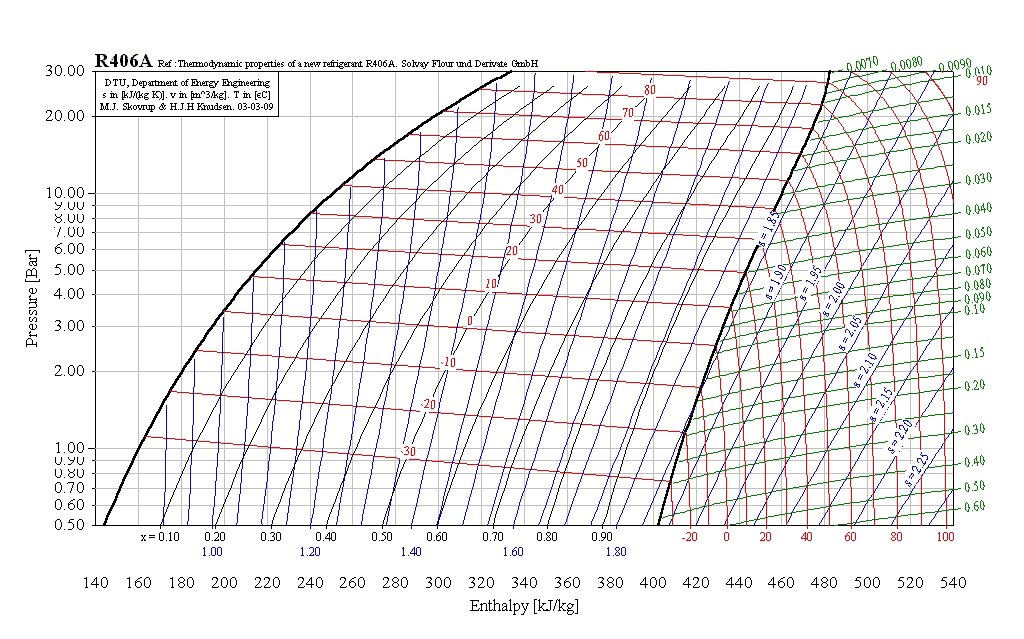 R406A Ref :Thermodynamic properties of a new refrigerant R406A. Solvay Flour und Derivate GmbH
DTU, Department of Energy Engineering
s in [kJ/(kg K)]. v in [m^3/kg]. T in [єC]
M.J. Skovrup & H.J.H Knudsen. 03-03-09
Pressure [Bar]
30.00
20.00
10.00
9.00
8.00
7.00
6.00
5.00
4.00
3.00
2.00
1.00
0.90
0.80
0.70
0.60
0.50
80
70
60
50
40
30
20
10
0
-10
-20
-30
0.0070 0.0080 0.0090
0.010
90
0.015
0.020
0.030
0.040
0.050
0.060
0.070
0.080
0.090
0.10
0.15
0.20
0.30
0.40
0.50
0.60
s = 1.85
s = 1.90
s = 1.95
s = 2.00
s = 2.05
s = 2.10
s = 2.15
s = 2.20
s = 2.25
x = 0.10 0.20 0.30 0.40 0.50 0.60 0.70 0.80 0.90 -20 0 20 40 60 80 100
1.00 1.20 1.40 1.60 1.80
140 160 180 200 220 240 260 280 300 320 340 360 380 400 420 440 460 480 500 520 540
Enthalpy [kJ/kg]